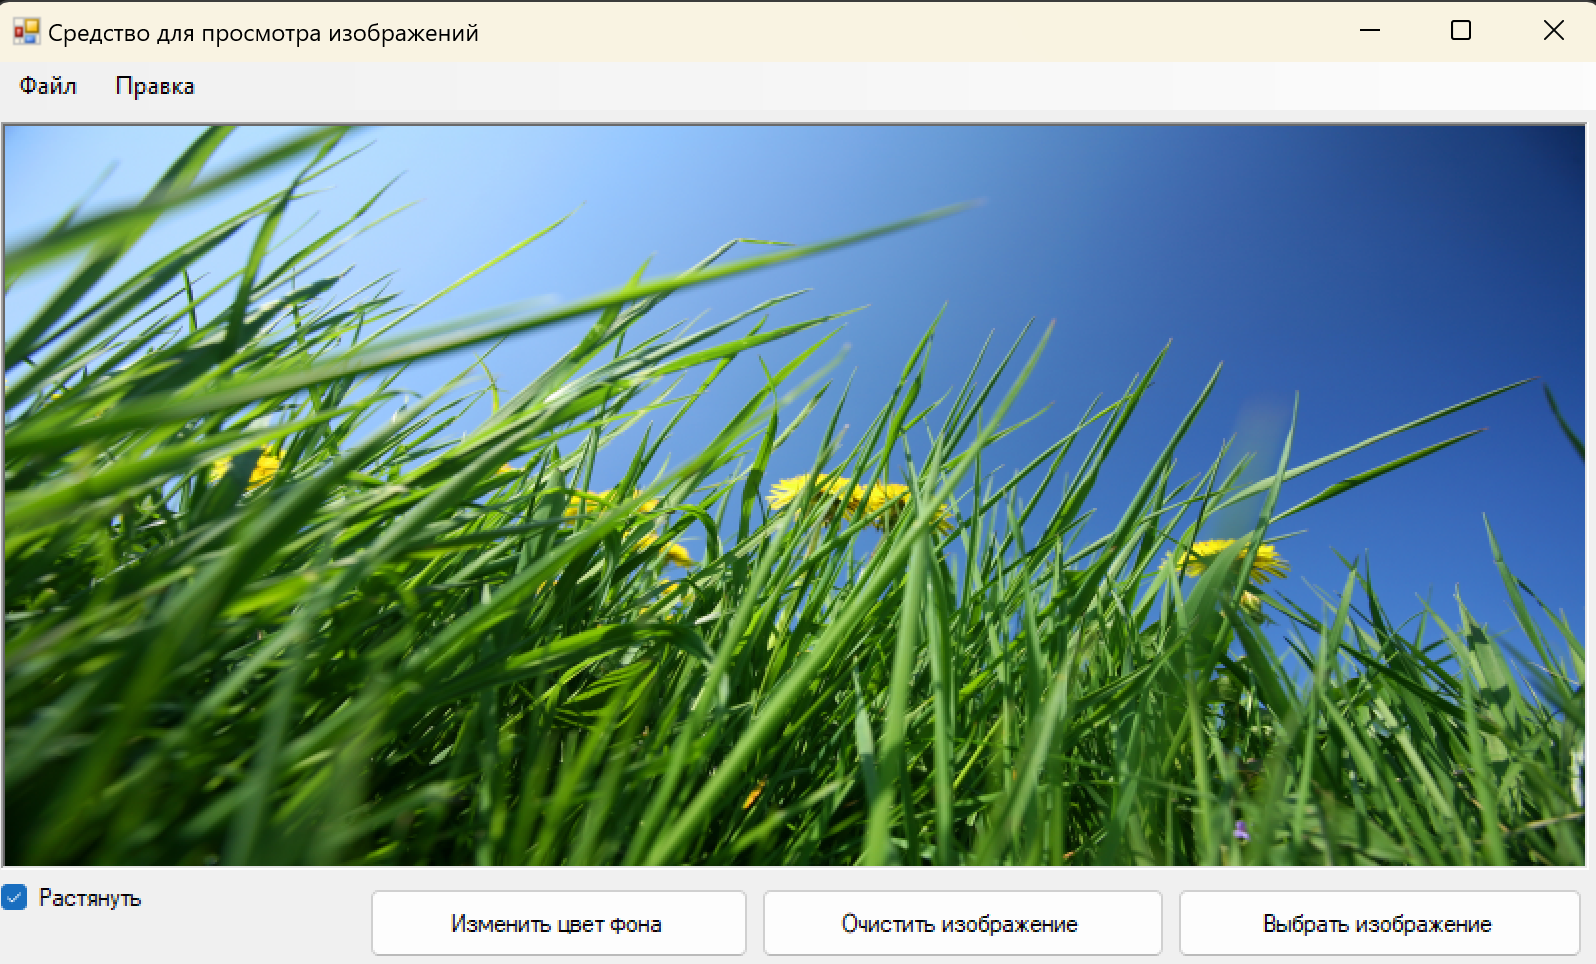 Средство для просмотра изображений
Файл Правка
Растянуть
Изменить цвет фона
Очистить изображение
Выбрать изображение